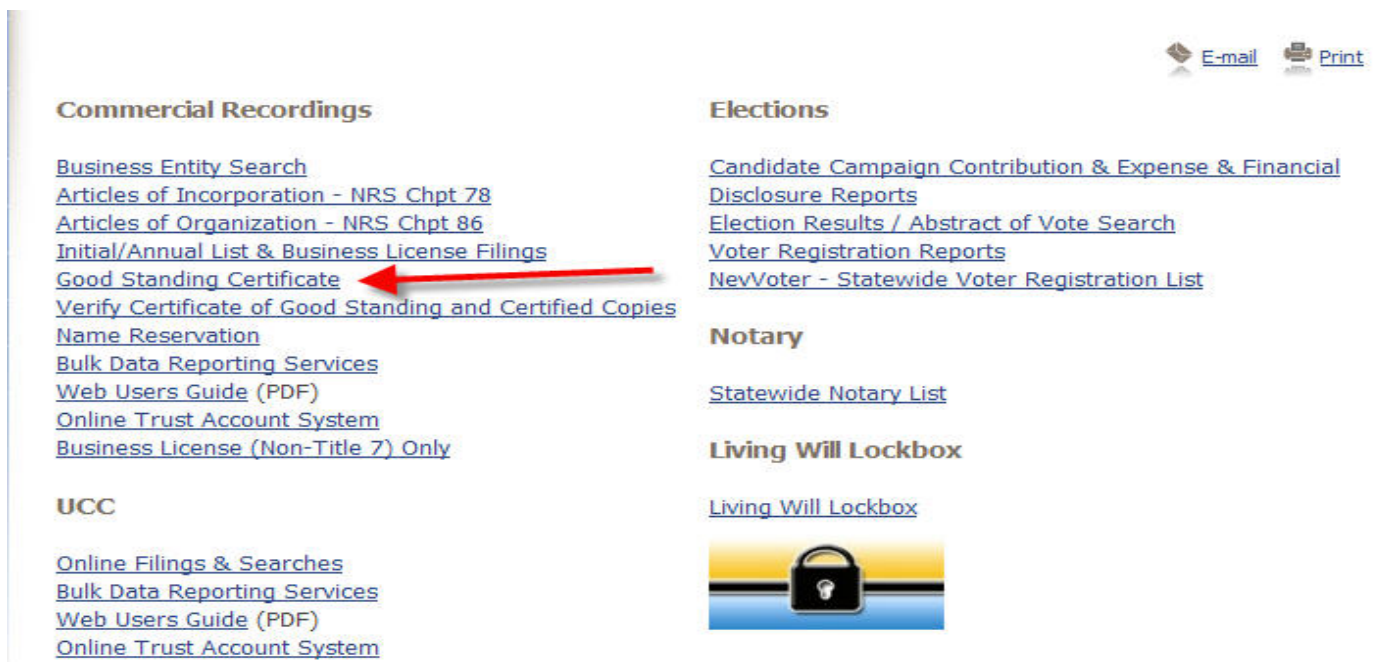 E-mail
Print
Commercial Recordings
Business Entity Search
Articles of Incorporation - NRS Chpt 78
Articles of Organization - NRS Chpt 86
Initial/Annual List & Business License Filings
Good Standing Certificate
Verify Certificate of Good Standing and Certified Copies
Name Reservation
Bulk Data Reporting Services
Web Users Guide (PDF)
Online Trust Account System
Business License (Non-Title 7) Only
UCC
Online Filings & Searches
Bulk Data Reporting Services
Web Users Guide (PDF)
Online Trust Account System
Elections
Candidate Campaign Contribution & Expense & Financial
Disclosure Reports
Election Results / Abstract of Vote Search
Voter Registration Reports
NevVoter - Statewide Voter Registration List
Notary
Statewide Notary List
Living Will Lockbox
Living Will Lockbox